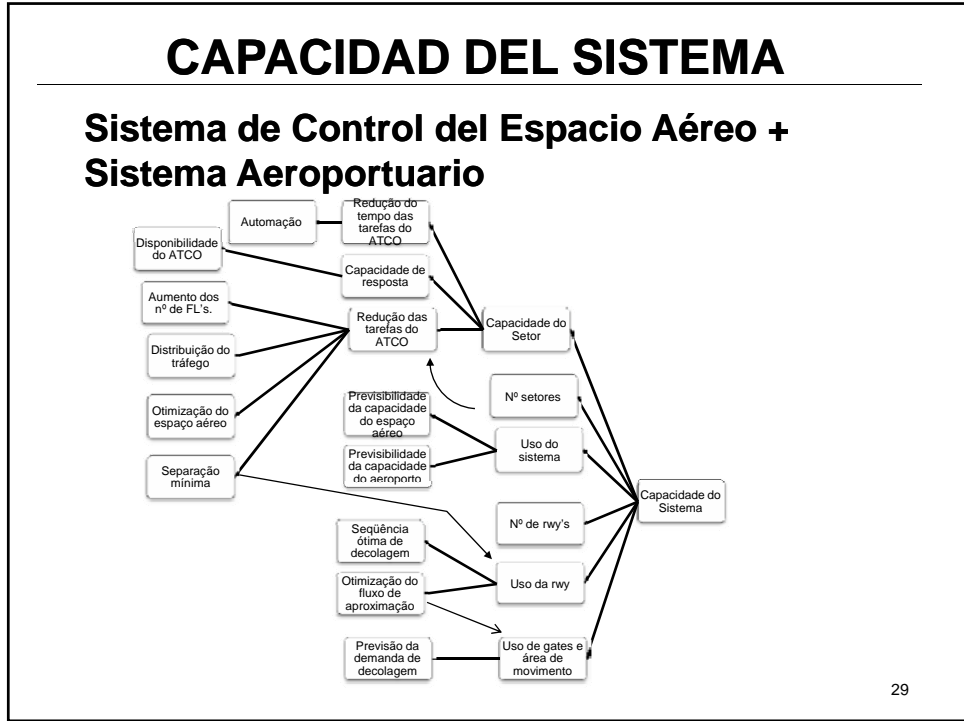 CAPACIDAD DEL SISTEMA
Sistema de Control del Espacio Aéreo +
Sistema Aeroportuario
Automação
Redução do
tempo das
tarefas do
ATCO
Disponibilidade
do ATCO
Capacidade de
resposta
Aumento dos
nº de FL's.
Redução das
tarefas do
ATCO
Capacidade do
Setor
Distribuição do
tráfego
Otimização do
espaço aéreo
Previsibilidade
da capacidade
do espaço
aéreo
Nº setores
Uso do
sistema
Previsibilidade
da capacidade
do aeroporto
Separação
mínima
Capacidade do
Sistema
Nº de rwy's
Seqüência
ótima de
decolagem
Otimização do
fluxo de
aproximação
Uso da rwy
Previsão da
demanda de
decolagem
Uso de gates e
área de
movimento
29